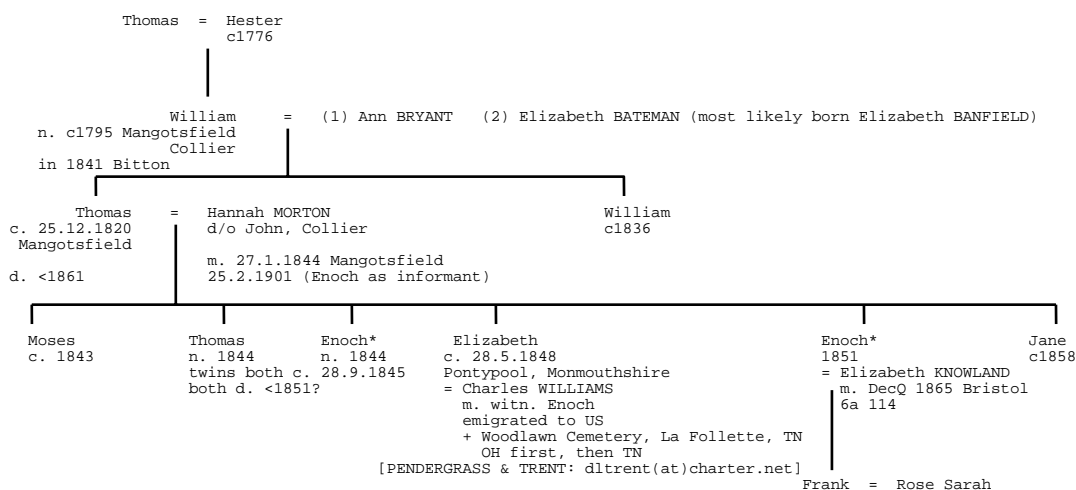 Thomas = Hester
c1776
William = (1) Ann BRYANT (2) Elizabeth BATEMAN (most likely born Elizabeth BANFIELD)
n. c1795 Mangotsfield
Collier
in 1841 Bitton
Thomas = Hannah MORTON William
c. 25.12.1820 d/o John, Collier c1836
Mangotsfield
m. 27.1.1844 Mangotsfield
d. <1861 25.2.1901 (Enoch as informant)
Moses Thomas Enoch* Elizabeth Enoch* Jane
c. 1843 n. 1844 n. 1844 c. 28.5.1848 1851 c1858
twins both c. 28.9.1845 Pontypool, Monmouthshire = Elizabeth KNOWLAND
both d. <1851? = Charles WILLIAMS m. DecQ 1865 Bristol
m. witn. Enoch 6a 114
emigrated to US
+ Woodlawn Cemetery, La Follette, TN
OH first, then TN
[PENDERGRASS & TRENT: dltrent(at)charter.net]
Frank = Rose Sarah